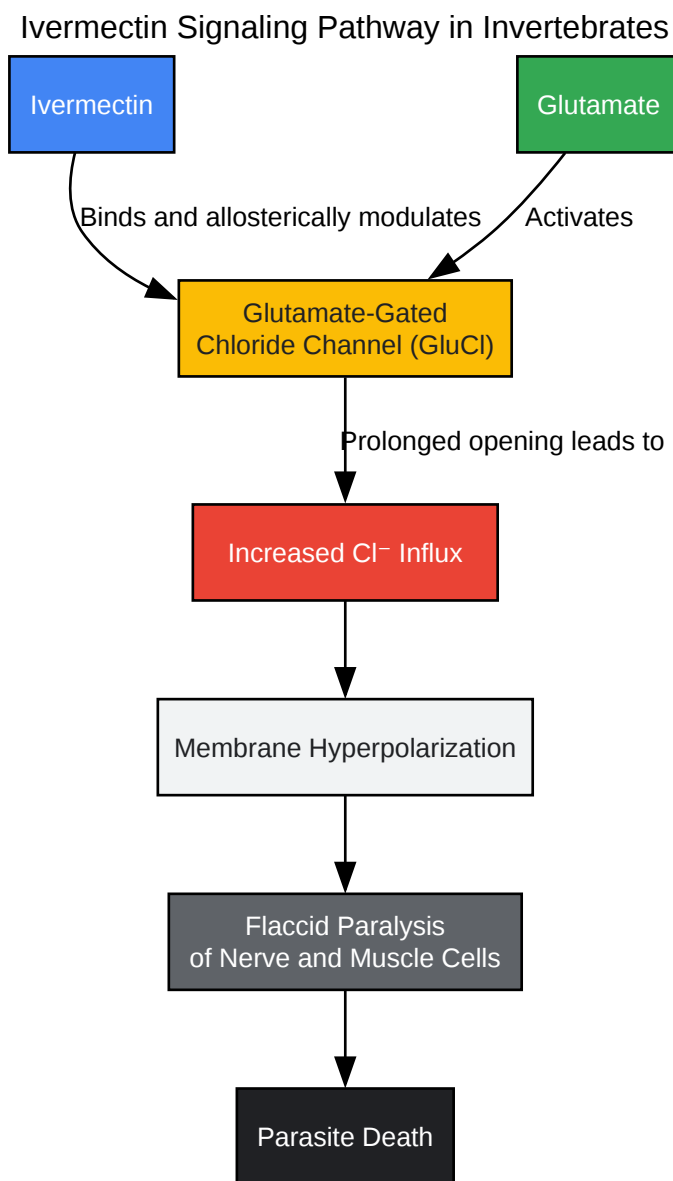 Ivermectin Signaling Pathway in Invertebrates
Ivermectin
Glutamate
Binds and allosterically modulates
Activates
Glutamate-Gated
Chloride Channel (GluCl)
Prolonged opening leads to
Increased Cl⁻ Influx
Membrane Hyperpolarization
Flaccid Paralysis
of Nerve and Muscle Cells
Parasite Death